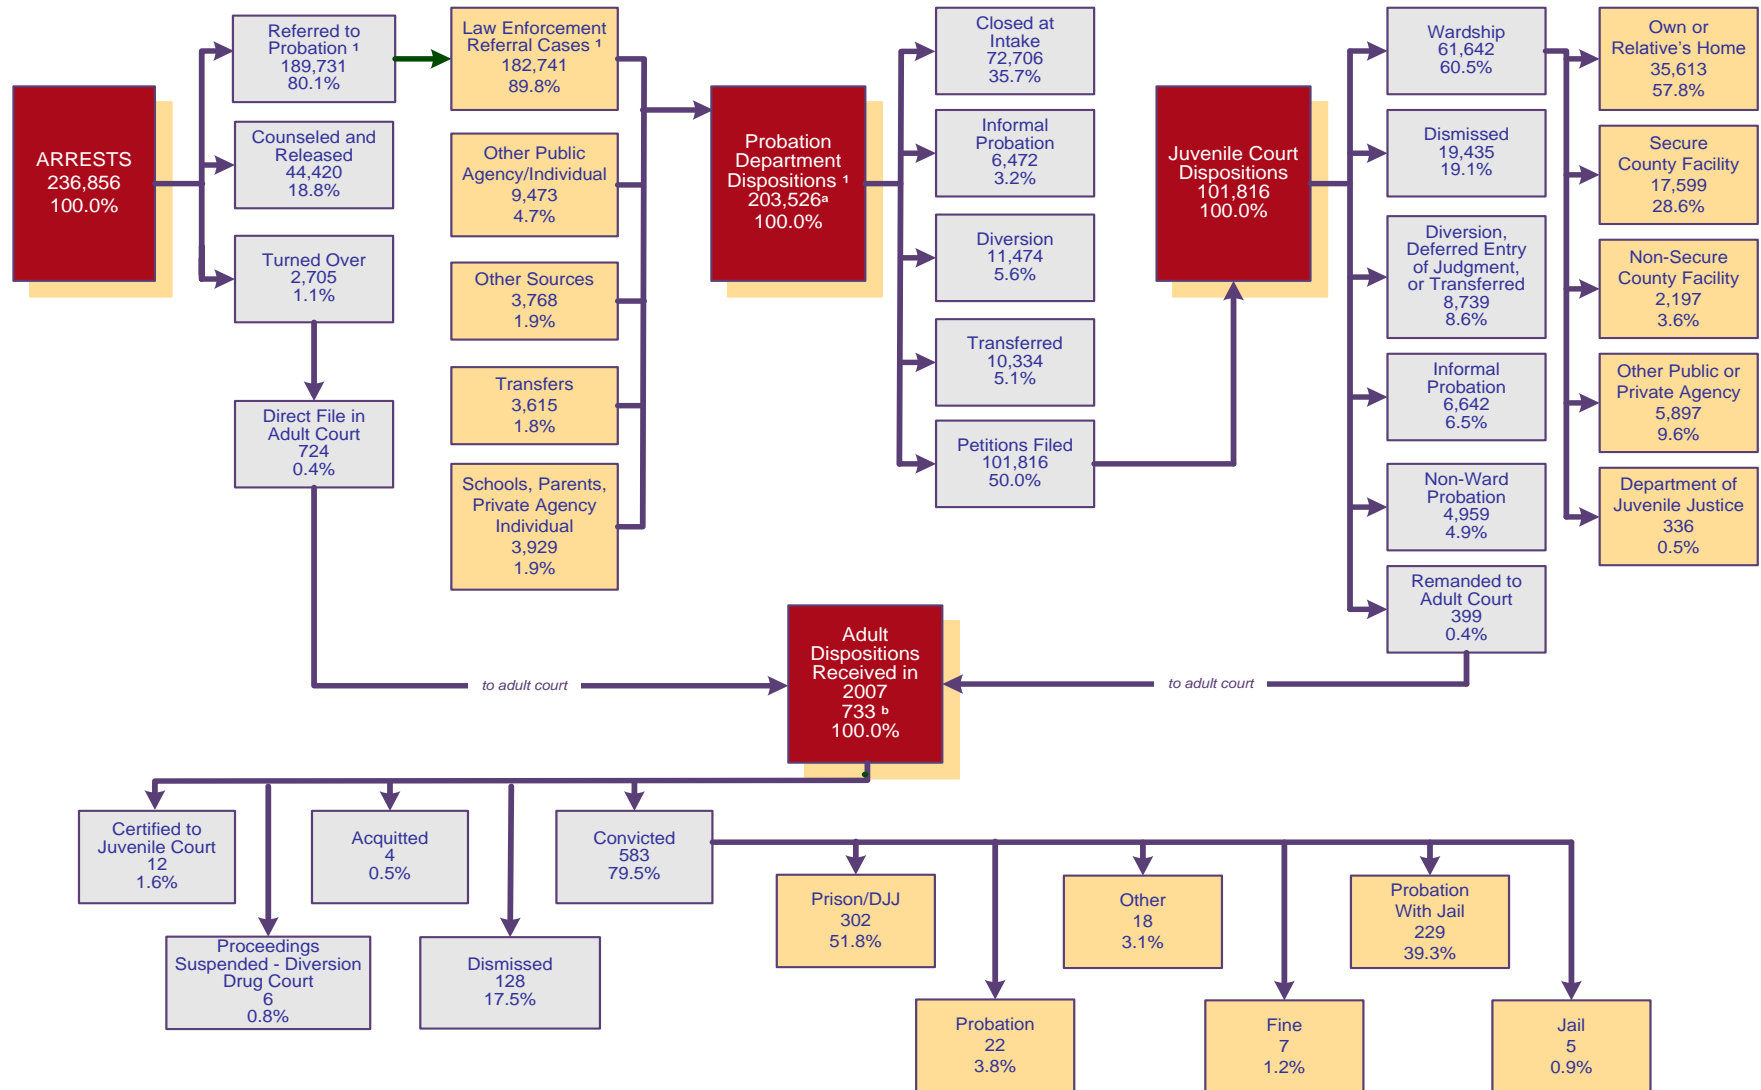 ARRESTS
236,856
100.0%
Referred to
Probation ¹
189,731
80.1%
Counseled and
Released
44,420
18.8%
Turned Over
2,705
1.1%
Direct File in
Adult Court
724
0.4%
Law Enforcement
Referral Cases ¹
182,741
89.8%
Other Public
Agency/Individual
9,473
4.7%
Other Sources
3,768
1.9%
Transfers
3,615
1.8%
Schools, Parents,
Private Agency
Individual
3,929
1.9%
Probation
Department
Dispositions ¹
203,526ᵃ
100.0%
Closed at
Intake
72,706
35.7%
Informal
Probation
6,472
3.2%
Diversion
11,474
5.6%
Transferred
10,334
5.1%
Petitions Filed
101,816
50.0%
Juvenile Court
Dispositions
101,816
100.0%
Wardship
61,642
60.5%
Dismissed
19,435
19.1%
Diversion,
Deferred Entry
of Judgment,
or Transferred
8,739
8.6%
Informal
Probation
6,642
6.5%
Non-Ward
Probation
4,959
4.9%
Remanded to
Adult Court
399
0.4%
Own or
Relative's Home
35,613
57.8%
Secure
County Facility
17,599
28.6%
Non-Secure
County Facility
2,197
3.6%
Other Public or
Private Agency
5,897
9.6%
Department of
Juvenile Justice
336
0.5%
to adult court
Adult
Dispositions
Received in
2007
733 ᵇ
100.0%
to adult court
Certified to
Juvenile Court
12
1.6%
Proceedings
Suspended - Diversion
Drug Court
6
0.8%
Acquitted
4
0.5%
Dismissed
128
17.5%
Convicted
583
79.5%
Prison/DJJ
302
51.8%
Probation
22
3.8%
Other
18
3.1%
Fine
7
1.2%
Probation
With Jail
229
39.3%
Jail
5
0.9%